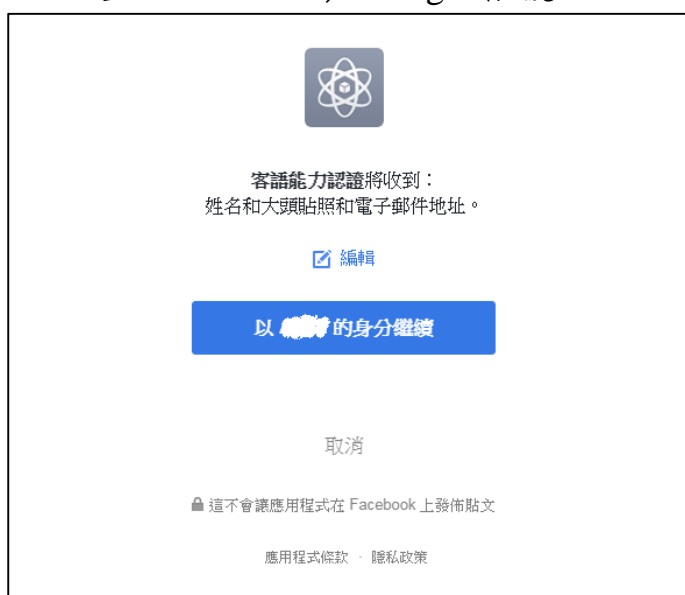 客語能力認證將收到：
姓名和大頭貼照和電子郵件地址。
編輯
以 的身分繼續
取消
這不會讓應用程式在 Facebook 上發佈貼文
應用程式條款 · 隱私政策